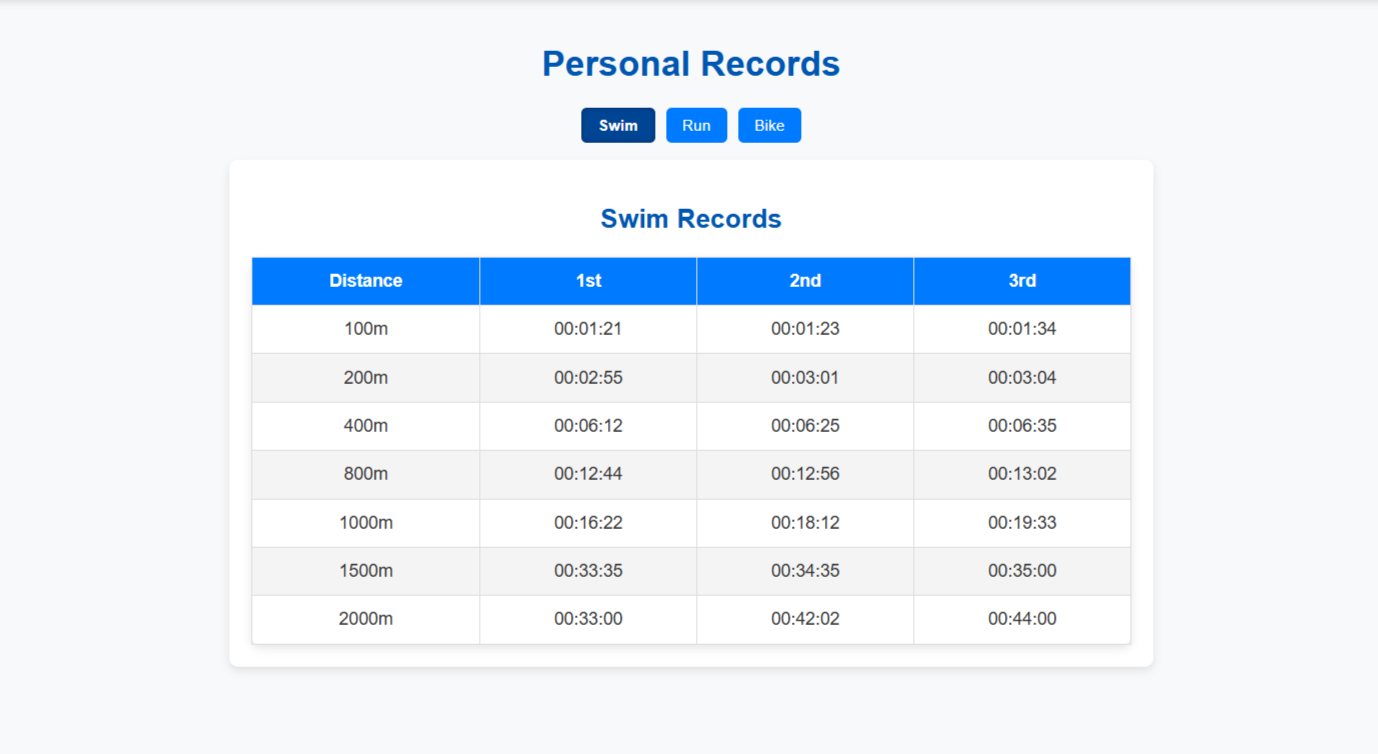 Personal Records
Swim Run Bike
Swim Records
Distance 1st 2nd 3rd
100m 00:01:21 00:01:23 00:01:34
200m 00:02:55 00:03:01 00:03:04
400m 00:06:12 00:06:25 00:06:35
800m 00:12:44 00:12:56 00:13:02
1000m 00:16:22 00:18:12 00:19:33
1500m 00:33:35 00:34:35 00:35:00
2000m 00:33:00 00:42:02 00:44:00